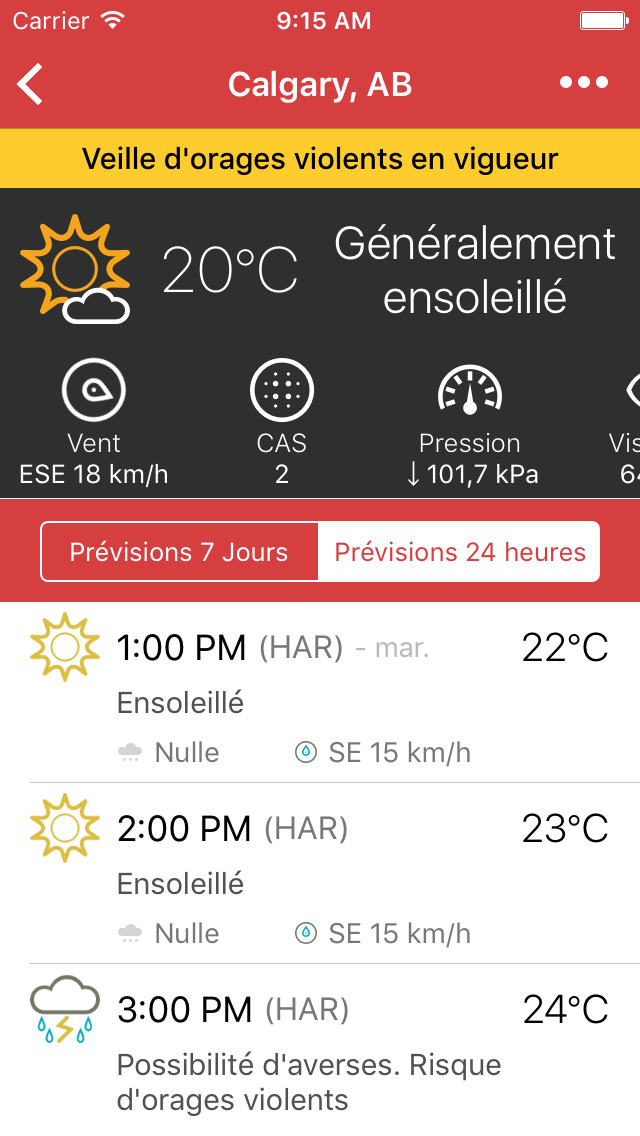 Carrier 9:15 AM
Calgary, AB
Veille d'orages violents en vigueur
20°C
Généralement
ensoleillé
Vent CAS Pression Vis
ESE 18 km/h 2 ↓101,7 kPa 64
Prévisions 7 Jours Prévisions 24 heures
1:00 PM (HAR) - mar. 22°C
Ensoleillé
Nulle SE 15 km/h
2:00 PM (HAR) 23°C
Ensoleillé
Nulle SE 15 km/h
3:00 PM (HAR) 24°C
Possibilité d'averses. Risque
d'orages violents